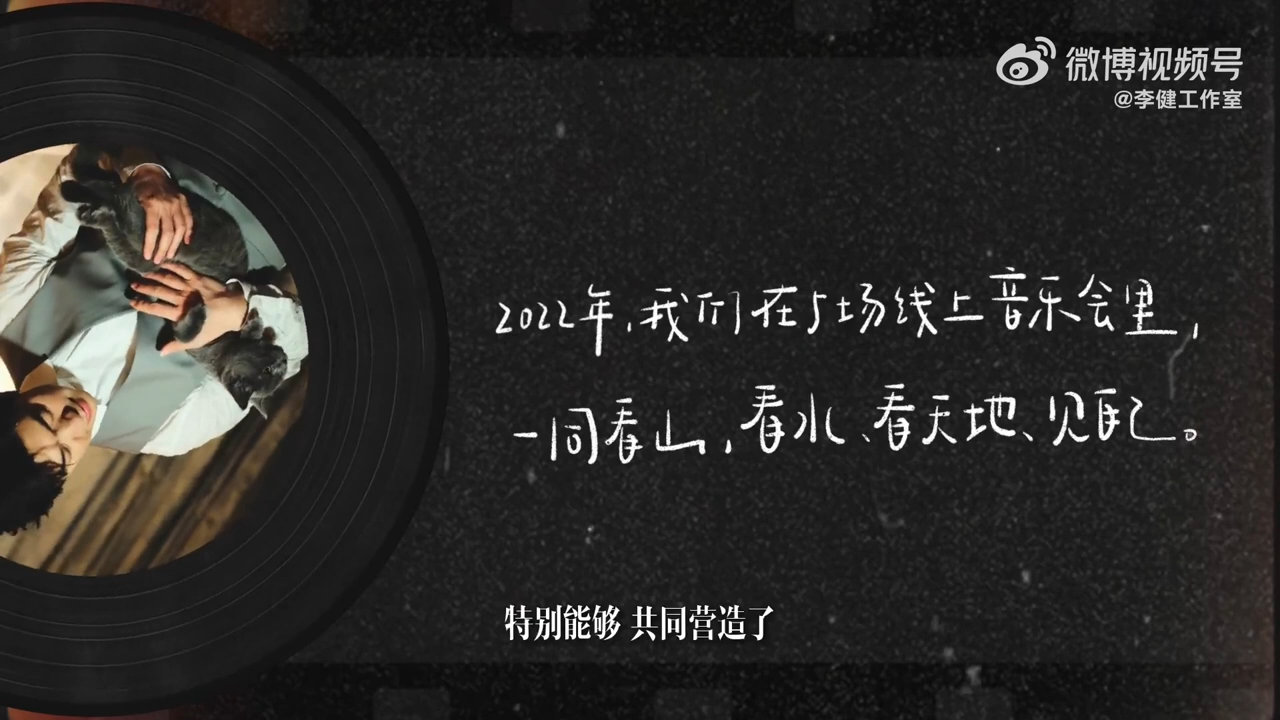 微博视频号
@李健工作室
2022年,我们在5场线上音乐会里,
一同看山,看水、看天地、见自己。
特别能够 共同营造了